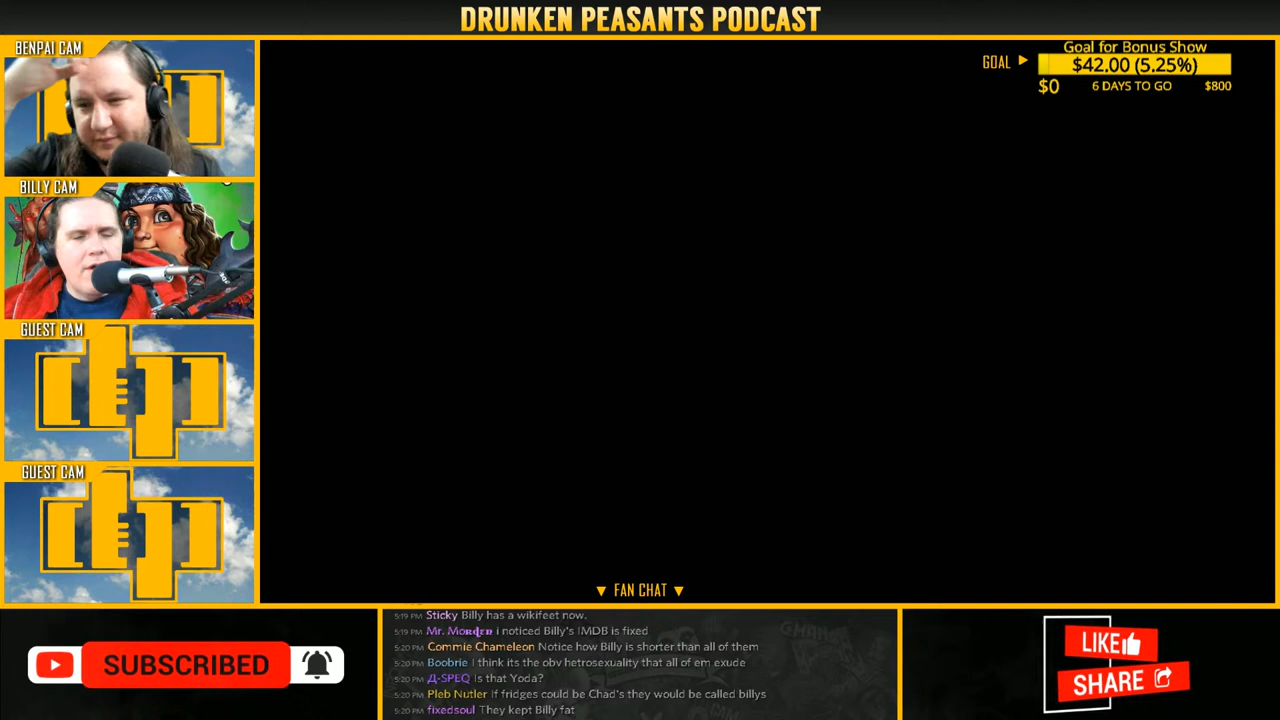 DRUNKEN PEASANTS PODCAST
BENPAI CAM
BILLY CAM
GUEST CAM
GUEST CAM
GOAL ►
Goal for Bonus Show
$42.00 (5.25%)
$0 6 DAYS TO GO $800
▼ FAN CHAT ▼
5:19 PM Sticky Billy has a wikifeet now.
5:19 PM Mr. Morden i noticed Billy's IMDB is fixed
5:20 PM Commie Chameleon Notice how Billy is shorter than all of them
5:20 PM Boobrie I think its the obv hetrosexuality that all of em exude
5:20 PM Д-SPEQ Is that Yoda?
5:20 PM Pleb Nutler If fridges could be Chad's they would be called billys
5:20 PM fixedsoul They kept Billy fat
SUBSCRIBED
LIKE
SHARE